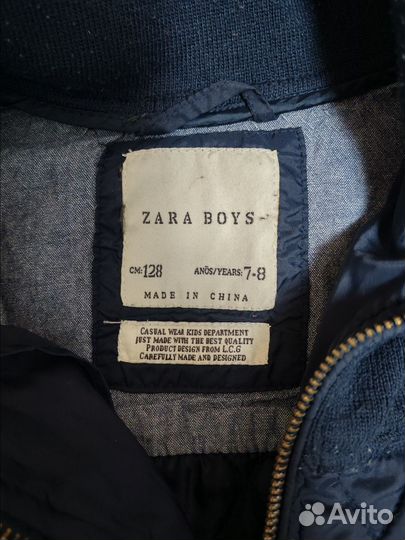 ZARA BOYS
CM: 128 AÑOS/YEARS: 7-8
MADE IN CHINA
CASUAL WEAR KIDS DEPARTMENT
JUST MADE WITH THE BEST QUALITY
PRODUCT DESIGN FROM L.C.G
CAREFULLY MADE AND DESIGNED
Avito